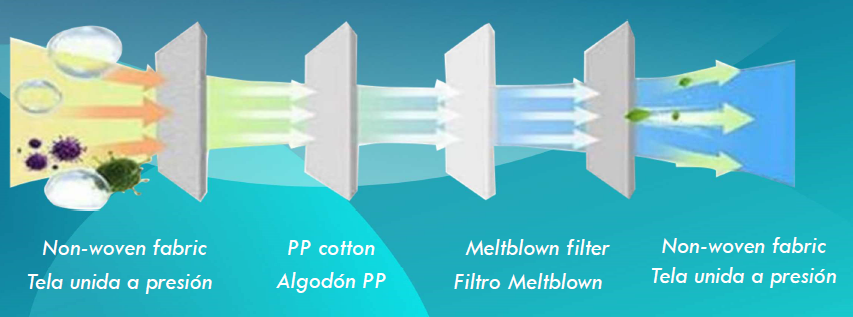 Non-woven fabric
Tela unida a presión
PP cotton
Algodón PP
Meltblown filter
Filtro Meltblown
Non-woven fabric
Tela unida a presión